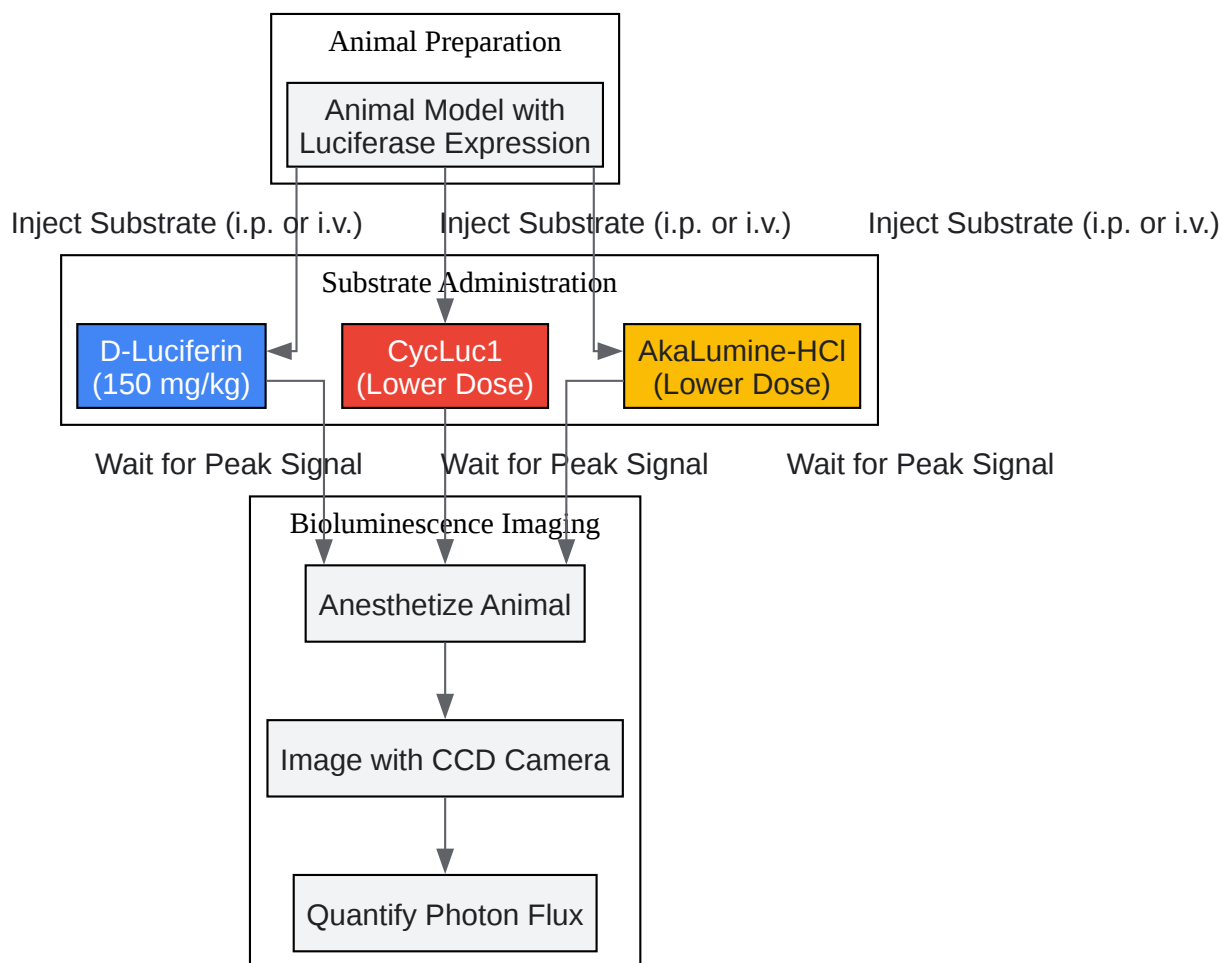 Animal Preparation
Animal Model with
Luciferase Expression
Inject Substrate (i.p. or i.v.)
Inject Substrate (i.p. or i.v.)
Inject Substrate (i.p. or i.v.)
Substrate Administration
D-Luciferin
(150 mg/kg)
CycLuc1
(Lower Dose)
AkaLumine-HCl
(Lower Dose)
Wait for Peak Signal
Wait for Peak Signal
Wait for Peak Signal
Bioluminescence Imaging
Anesthetize Animal
Image with CCD Camera
Quantify Photon Flux